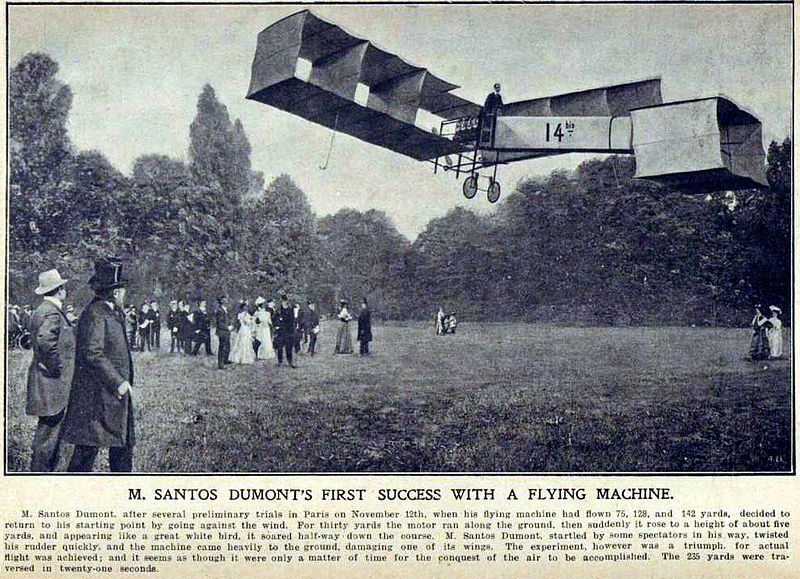 14 bis
M. SANTOS DUMONT'S FIRST SUCCESS WITH A FLYING MACHINE.
M. Santos Dumont, after several preliminary trials in Paris on November 12th, when his flying machine had flown 75, 128, and 142 yards, decided to
return to his starting point by going against the wind. For thirty yards the motor ran along the ground, then suddenly it rose to a height of about five
yards, and appearing like a great white bird, it soared half-way down the course. M. Santos Dumont, startled by some spectators in his way, twisted
his rudder quickly, and the machine came heavily to the ground, damaging one of its wings. The experiment, however was a triumph, for actual
flight was achieved; and it seems as though it were only a matter of time for the conquest of the air to be accomplished. The 235 yards were tra-
versed in twenty-one seconds.